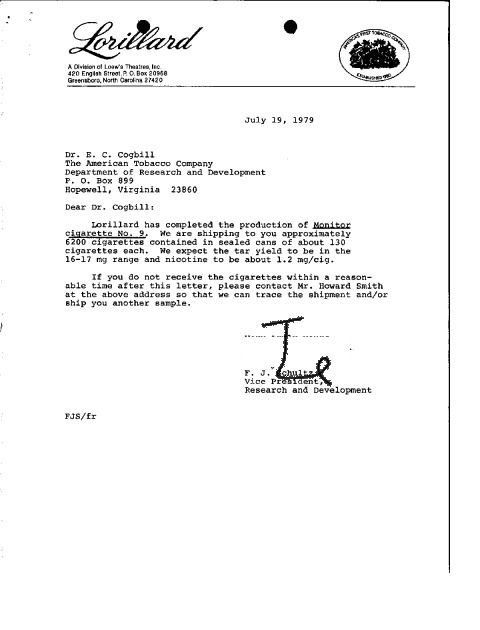 Lorillard
AMERICA'S FIRST TOBACCO COMPANY
ESTABLISHED 1760
A Division of Loew's Theatres, Inc.
420 English Street, P. O. Box 20968
Greensboro, North Carolina 27420
July 19, 1979
Dr. E. C. Cogbill
The American Tobacco Company
Department of Research and Development
P. O. Box 899
Hopewell, Virginia 23860
Dear Dr. Cogbill:
Lorillard has completed the production of Monitor
cigarette No. 9. We are shipping to you approximately
6200 cigarettes contained in sealed cans of about 130
cigarettes each. We expect the tar yield to be in the
16-17 mg range and nicotine to be about 1.2 mg/cig.
If you do not receive the cigarettes within a reason-
able time after this letter, please contact Mr. Howard Smith
at the above address so that we can trace the shipment and/or
ship you another sample.
F. J. Schultz
Vice President,
Research and Development
FJS/fr